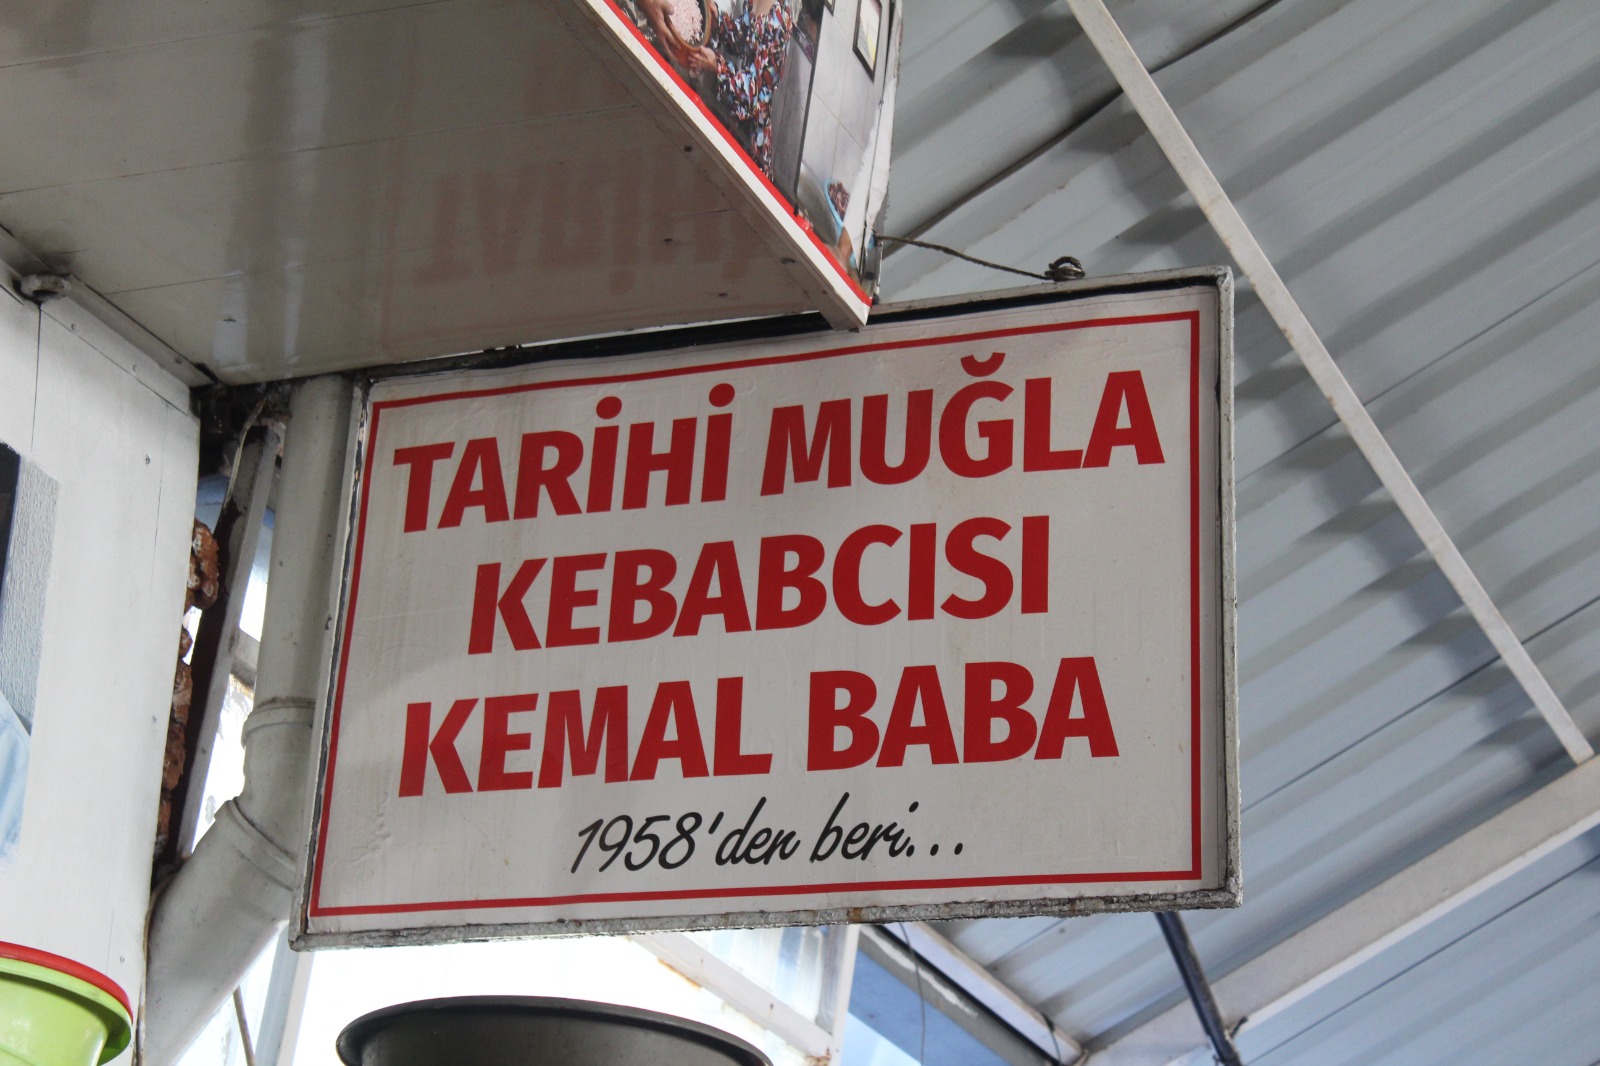 TARİHİ MUĞLA
KEBABCISI
KEMAL BABA
1958'den beri...